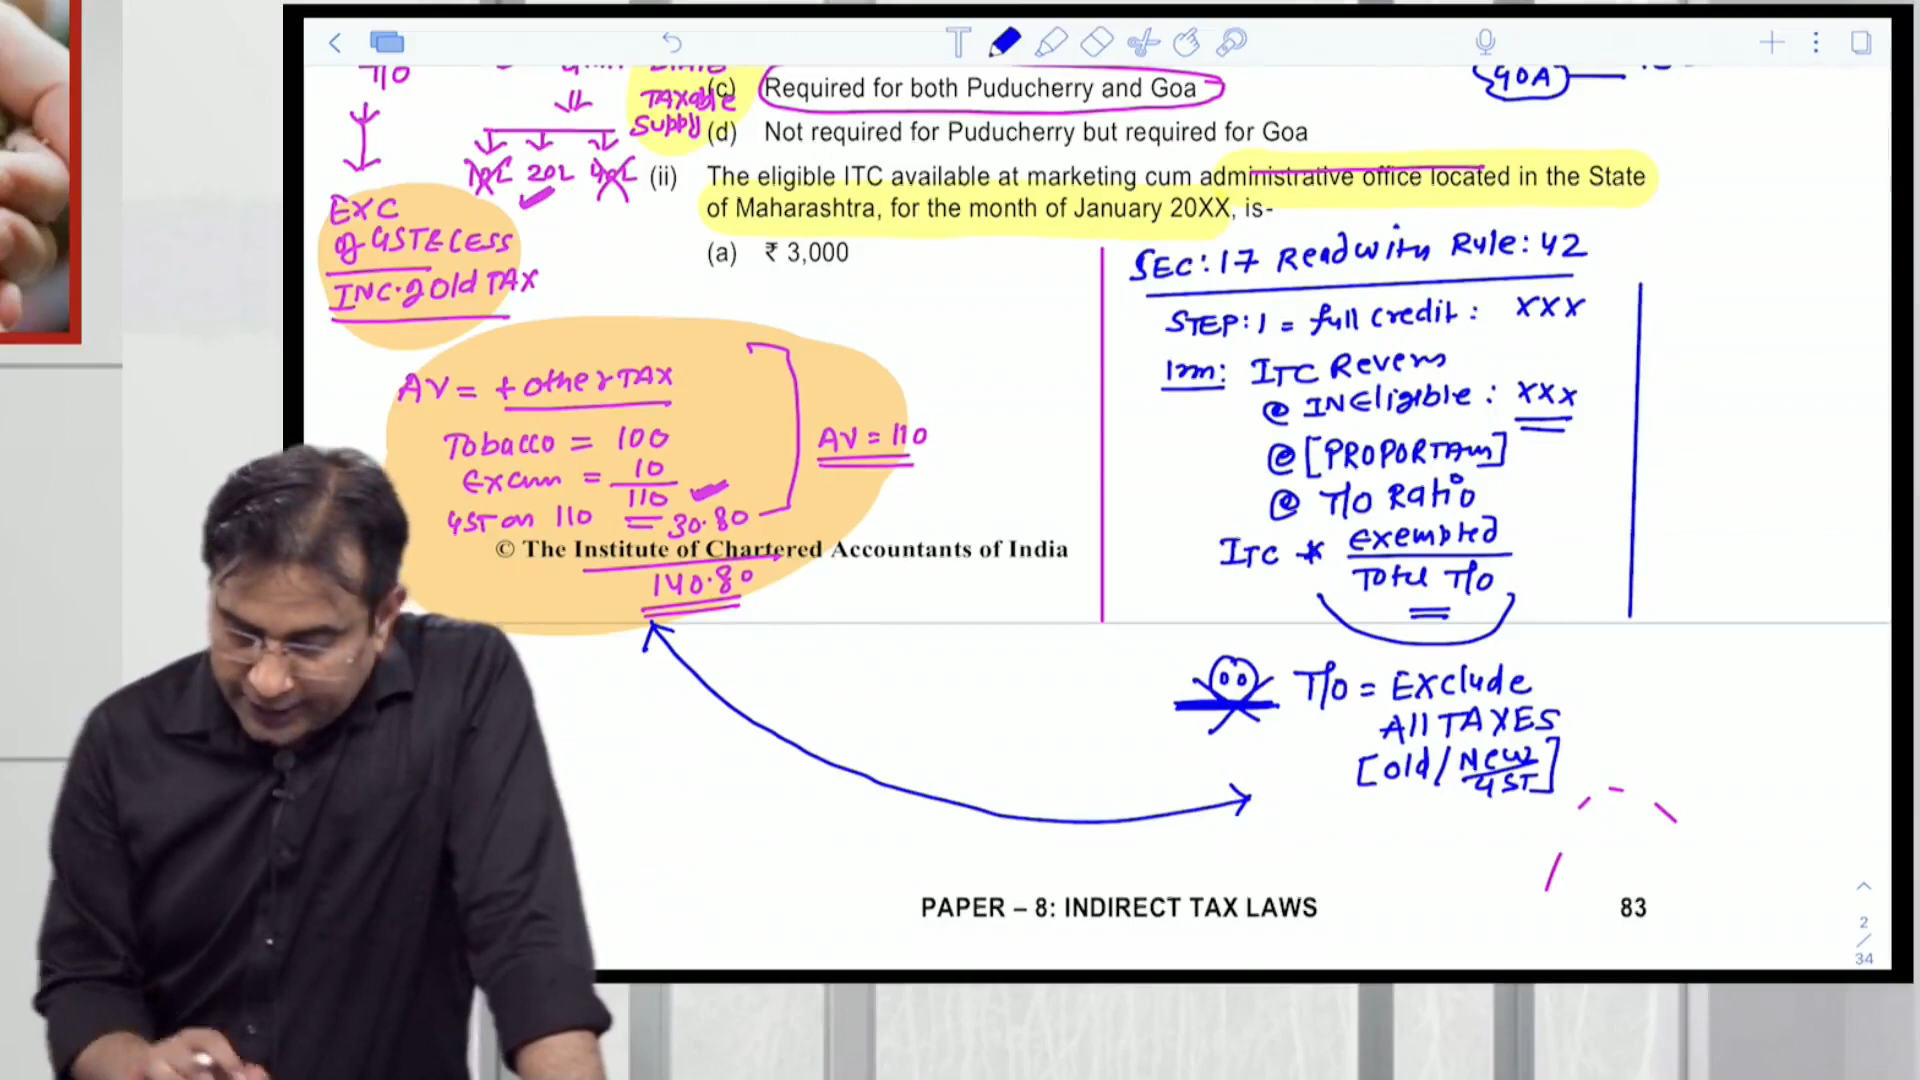 T/O
TAXable
Supply
(c) Required for both Puducherry and Goa
GOA
(d) Not required for Puducherry but required for Goa
20L
(ii) The eligible ITC available at marketing cum administrative office located in the State
of Maharashtra, for the month of January 20XX, is-
(a) ₹ 3,000
EXC
of GST & CESS
INC. of Old TAX
AV = + other TAX
Tobacco = 100
= 10
110
GST on 110 = 30.80
140.80
AV = 110
© The Institute of Chartered Accountants of India
SEC: 17 Read with Rule: 42
STEP: 1 = full credit: XXX
ITC Revers
@ INEligible: XXX
@ [PROPORTION]
@ T/O Ratio
ITC * exempted
Total T/O
T/O = Exclude
All TAXES
[old / New
GST]
PAPER – 8: INDIRECT TAX LAWS 83
2
/
34